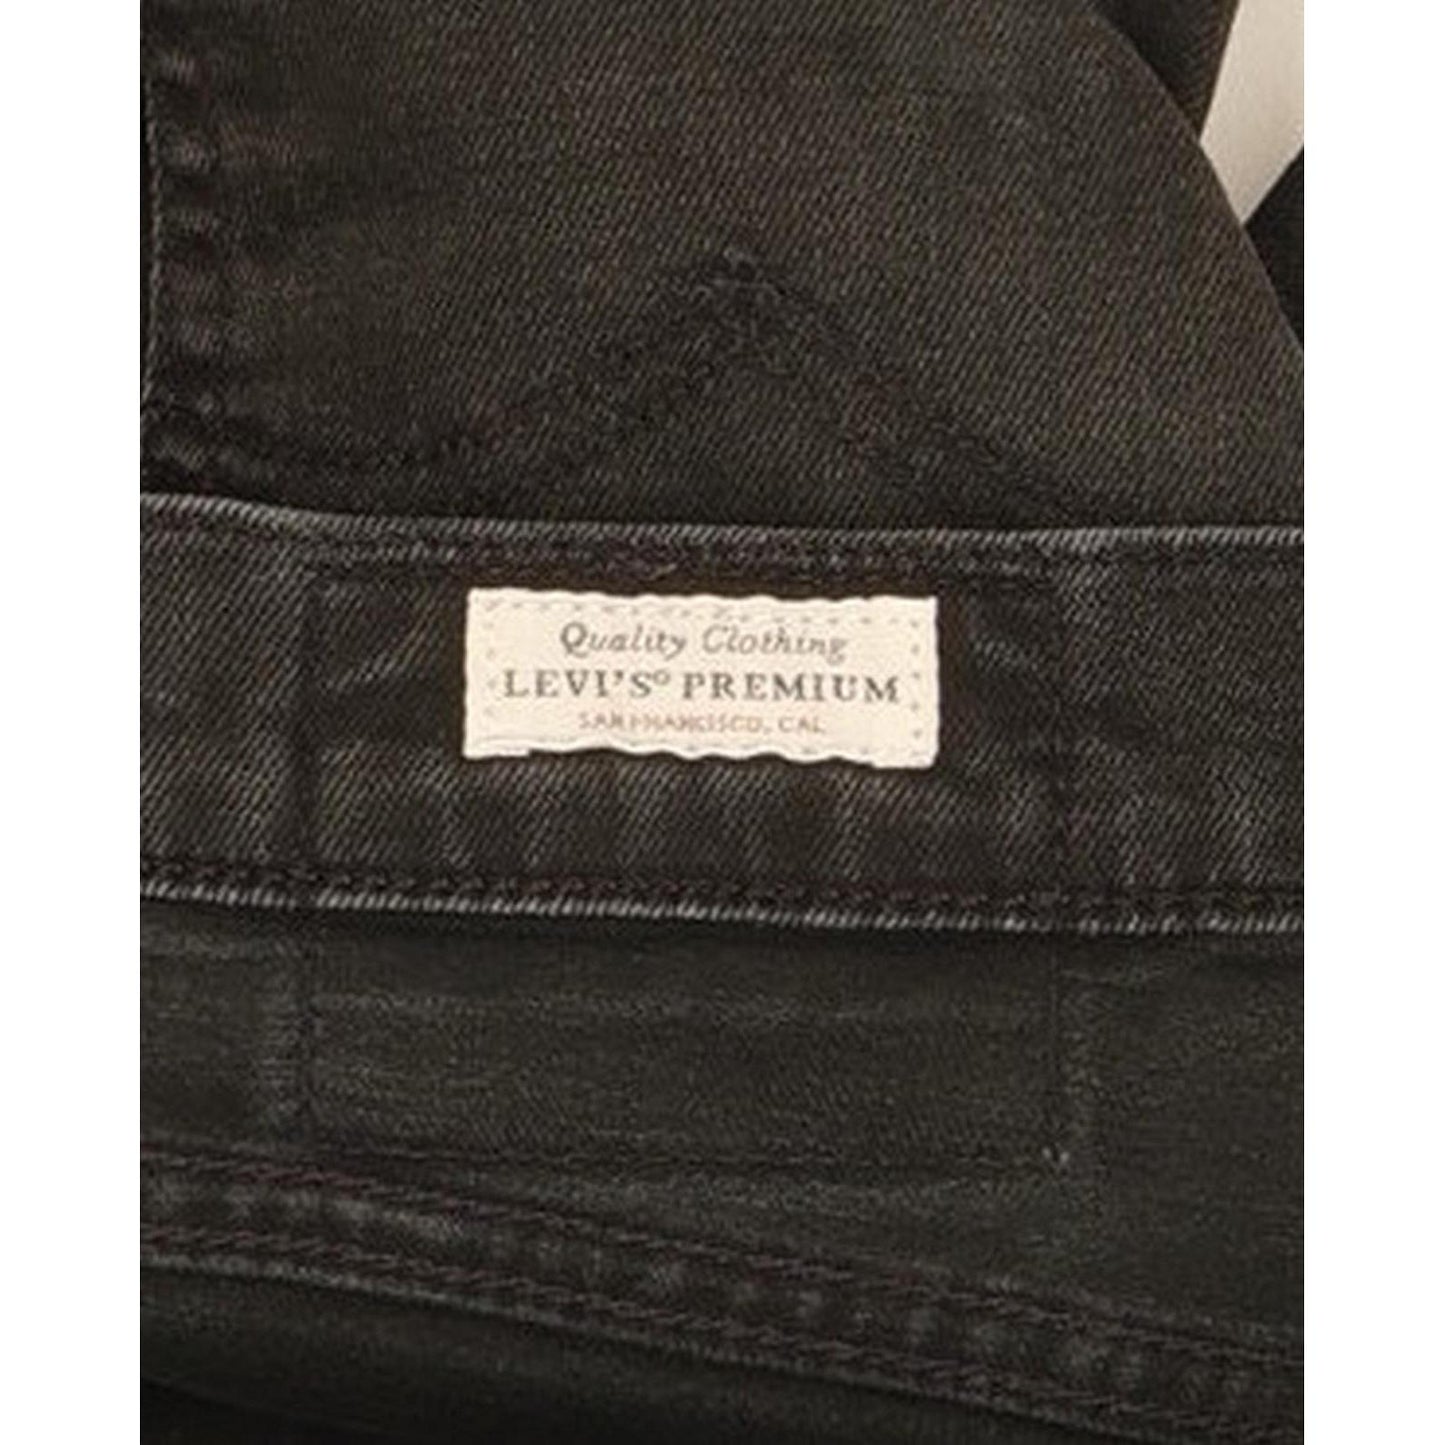 Quality Clothing
LEVI'S® PREMIUM
SAN FRANCISCO, CAL